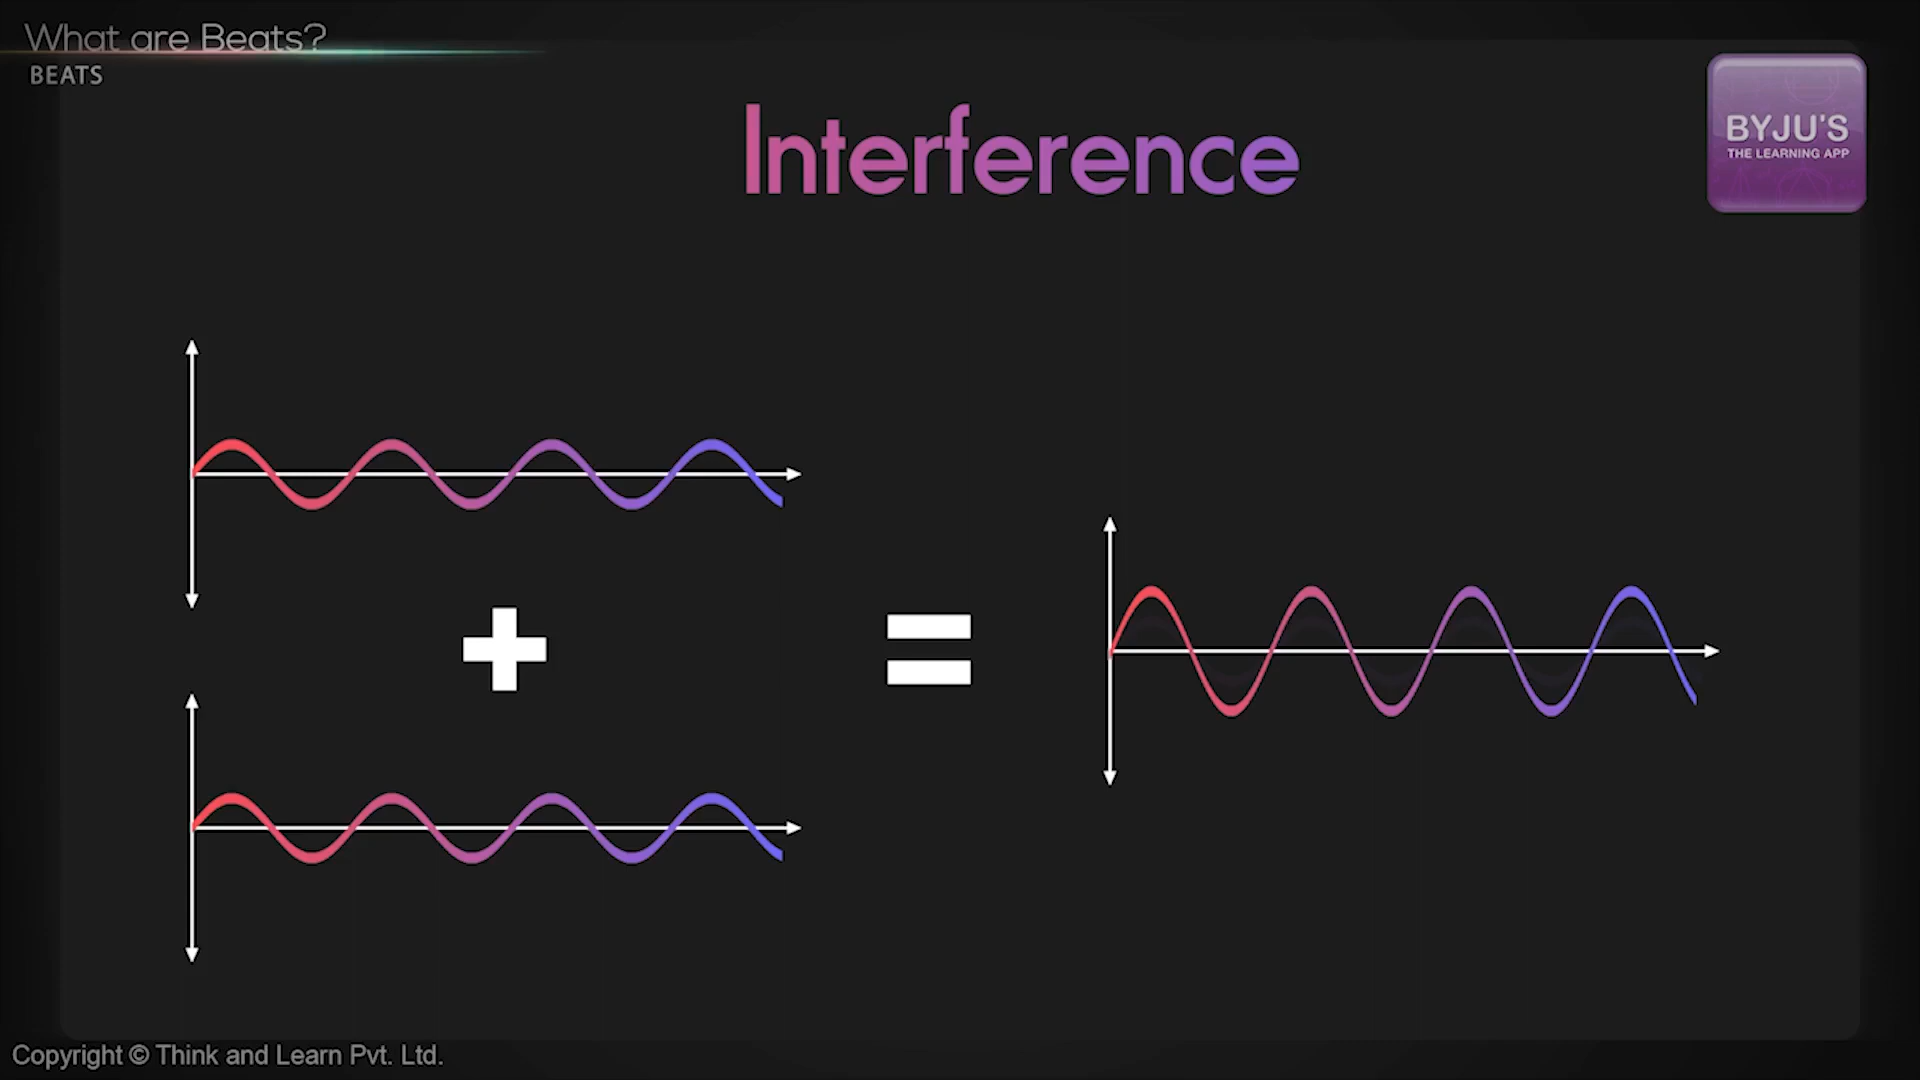 What are Beats?
BEATS
Interference
BYJU'S
THE LEARNING APP
Copyright © Think and Learn Pvt. Ltd.